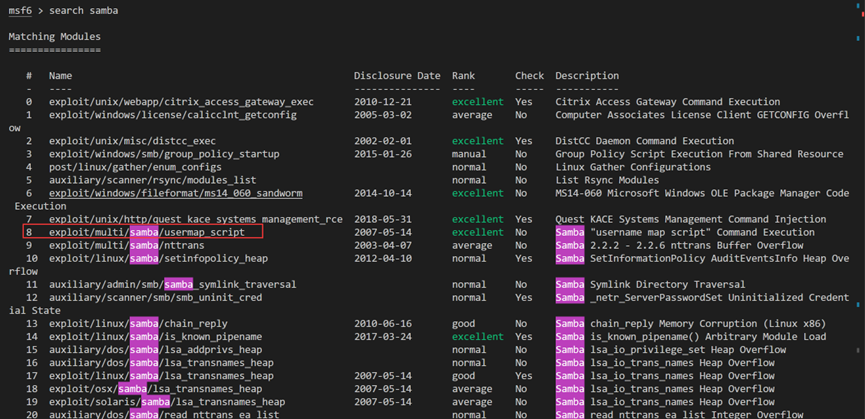 msf6 > search samba
Matching Modules
================
# Name Disclosure Date Rank Check Description
- ---- --------------- ---- ----- -----------
0 exploit/unix/webapp/citrix_access_gateway_exec 2010-12-21 excellent Yes Citrix Access Gateway Command Execution
1 exploit/windows/license/calicclnt_getconfig 2005-03-02 average No Computer Associates License Client GETCONFIG Overfl
ow
2 exploit/unix/misc/distcc_exec 2002-02-01 excellent Yes DistCC Daemon Command Execution
3 exploit/windows/smb/group_policy_startup 2015-01-26 manual No Group Policy Script Execution From Shared Resource
4 post/linux/gather/enum_configs normal No Linux Gather Configurations
5 auxiliary/scanner/rsync/modules_list normal No List Rsync Modules
6 exploit/windows/fileformat/ms14_060_sandworm 2014-10-14 excellent No MS14-060 Microsoft Windows OLE Package Manager Code
Execution
7 exploit/unix/http/quest_kace_systems_management_rce 2018-05-31 excellent Yes Quest KACE Systems Management Command Injection
8 exploit/multi/samba/usermap_script 2007-05-14 excellent No Samba "username map script" Command Execution
9 exploit/multi/samba/nttrans 2003-04-07 average No Samba 2.2.2 - 2.2.6 nttrans Buffer Overflow
10 exploit/linux/samba/setinfopolicy_heap 2012-04-10 normal Yes Samba SetInformationPolicy AuditEventsInfo Heap Ove
rflow
11 auxiliary/admin/smb/samba_symlink_traversal normal No Samba Symlink Directory Traversal
12 auxiliary/scanner/smb/smb_uninit_cred normal Yes Samba _netr_ServerPasswordSet Uninitialized Credent
ial State
13 exploit/linux/samba/chain_reply 2010-06-16 good No Samba chain_reply Memory Corruption (Linux x86)
14 exploit/linux/samba/is_known_pipename 2017-03-24 excellent Yes Samba is_known_pipename() Arbitrary Module Load
15 auxiliary/dos/samba/lsa_addprivs_heap normal No Samba lsa_io_privilege_set Heap Overflow
16 auxiliary/dos/samba/lsa_transnames_heap normal No Samba lsa_io_trans_names Heap Overflow
17 exploit/linux/samba/lsa_transnames_heap 2007-05-14 good Yes Samba lsa_io_trans_names Heap Overflow
18 exploit/osx/samba/lsa_transnames_heap 2007-05-14 average No Samba lsa_io_trans_names Heap Overflow
19 exploit/solaris/samba/lsa_transnames_heap 2007-05-14 average No Samba lsa_io_trans_names Heap Overflow
20 auxiliary/dos/samba/read_nttrans_ea_list normal No Samba read_nttrans_ea_list Integer Overflow